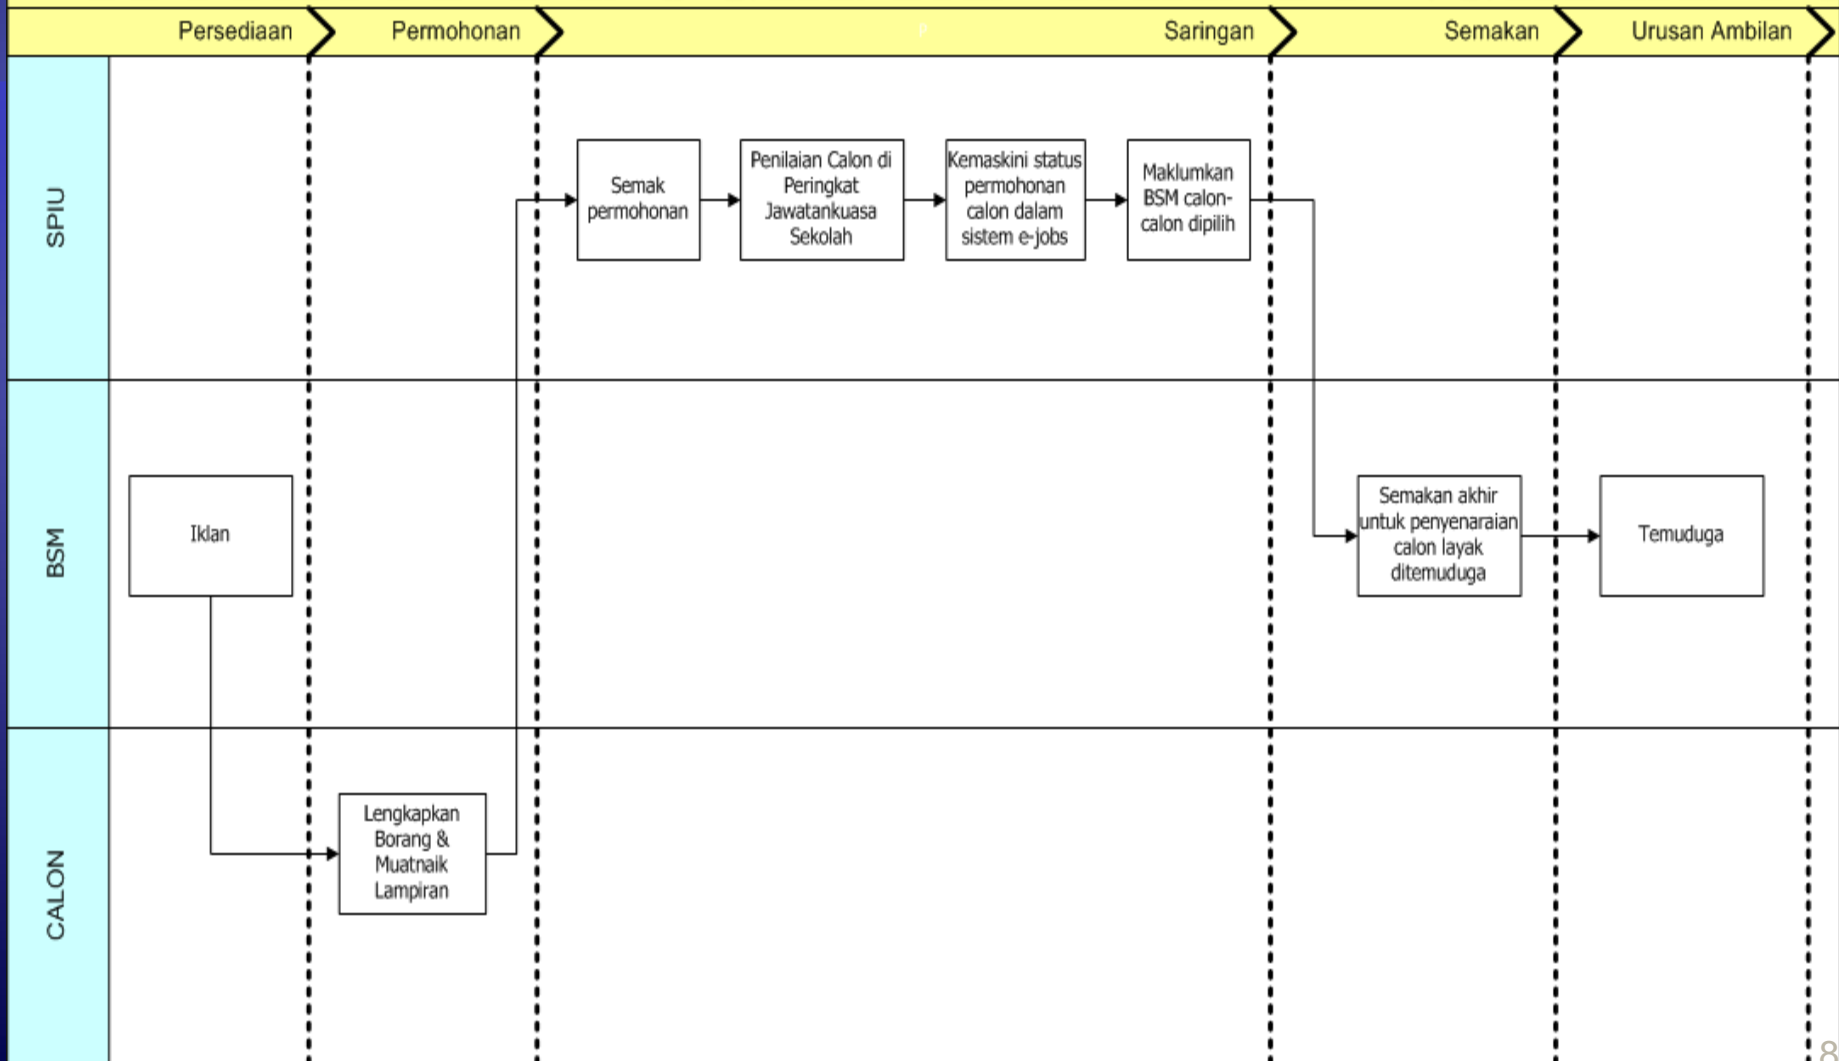 Persediaan
Permohonan
P
Saringan
Semakan
Urusan Ambilan
SPIU
Semak
permohonan
Penilaian Calon di
Peringkat
Jawatankuasa
Sekolah
Kemaskini status
permohonan
calon dalam
sistem e-jobs
Maklumkan
BSM calon-
calon dipilih
BSM
Iklan
Semakan akhir
untuk penyenaraian
calon layak
ditemuduga
Temuduga
CALON
Lengkapkan
Borang &
Muatnaik
Lampiran
8